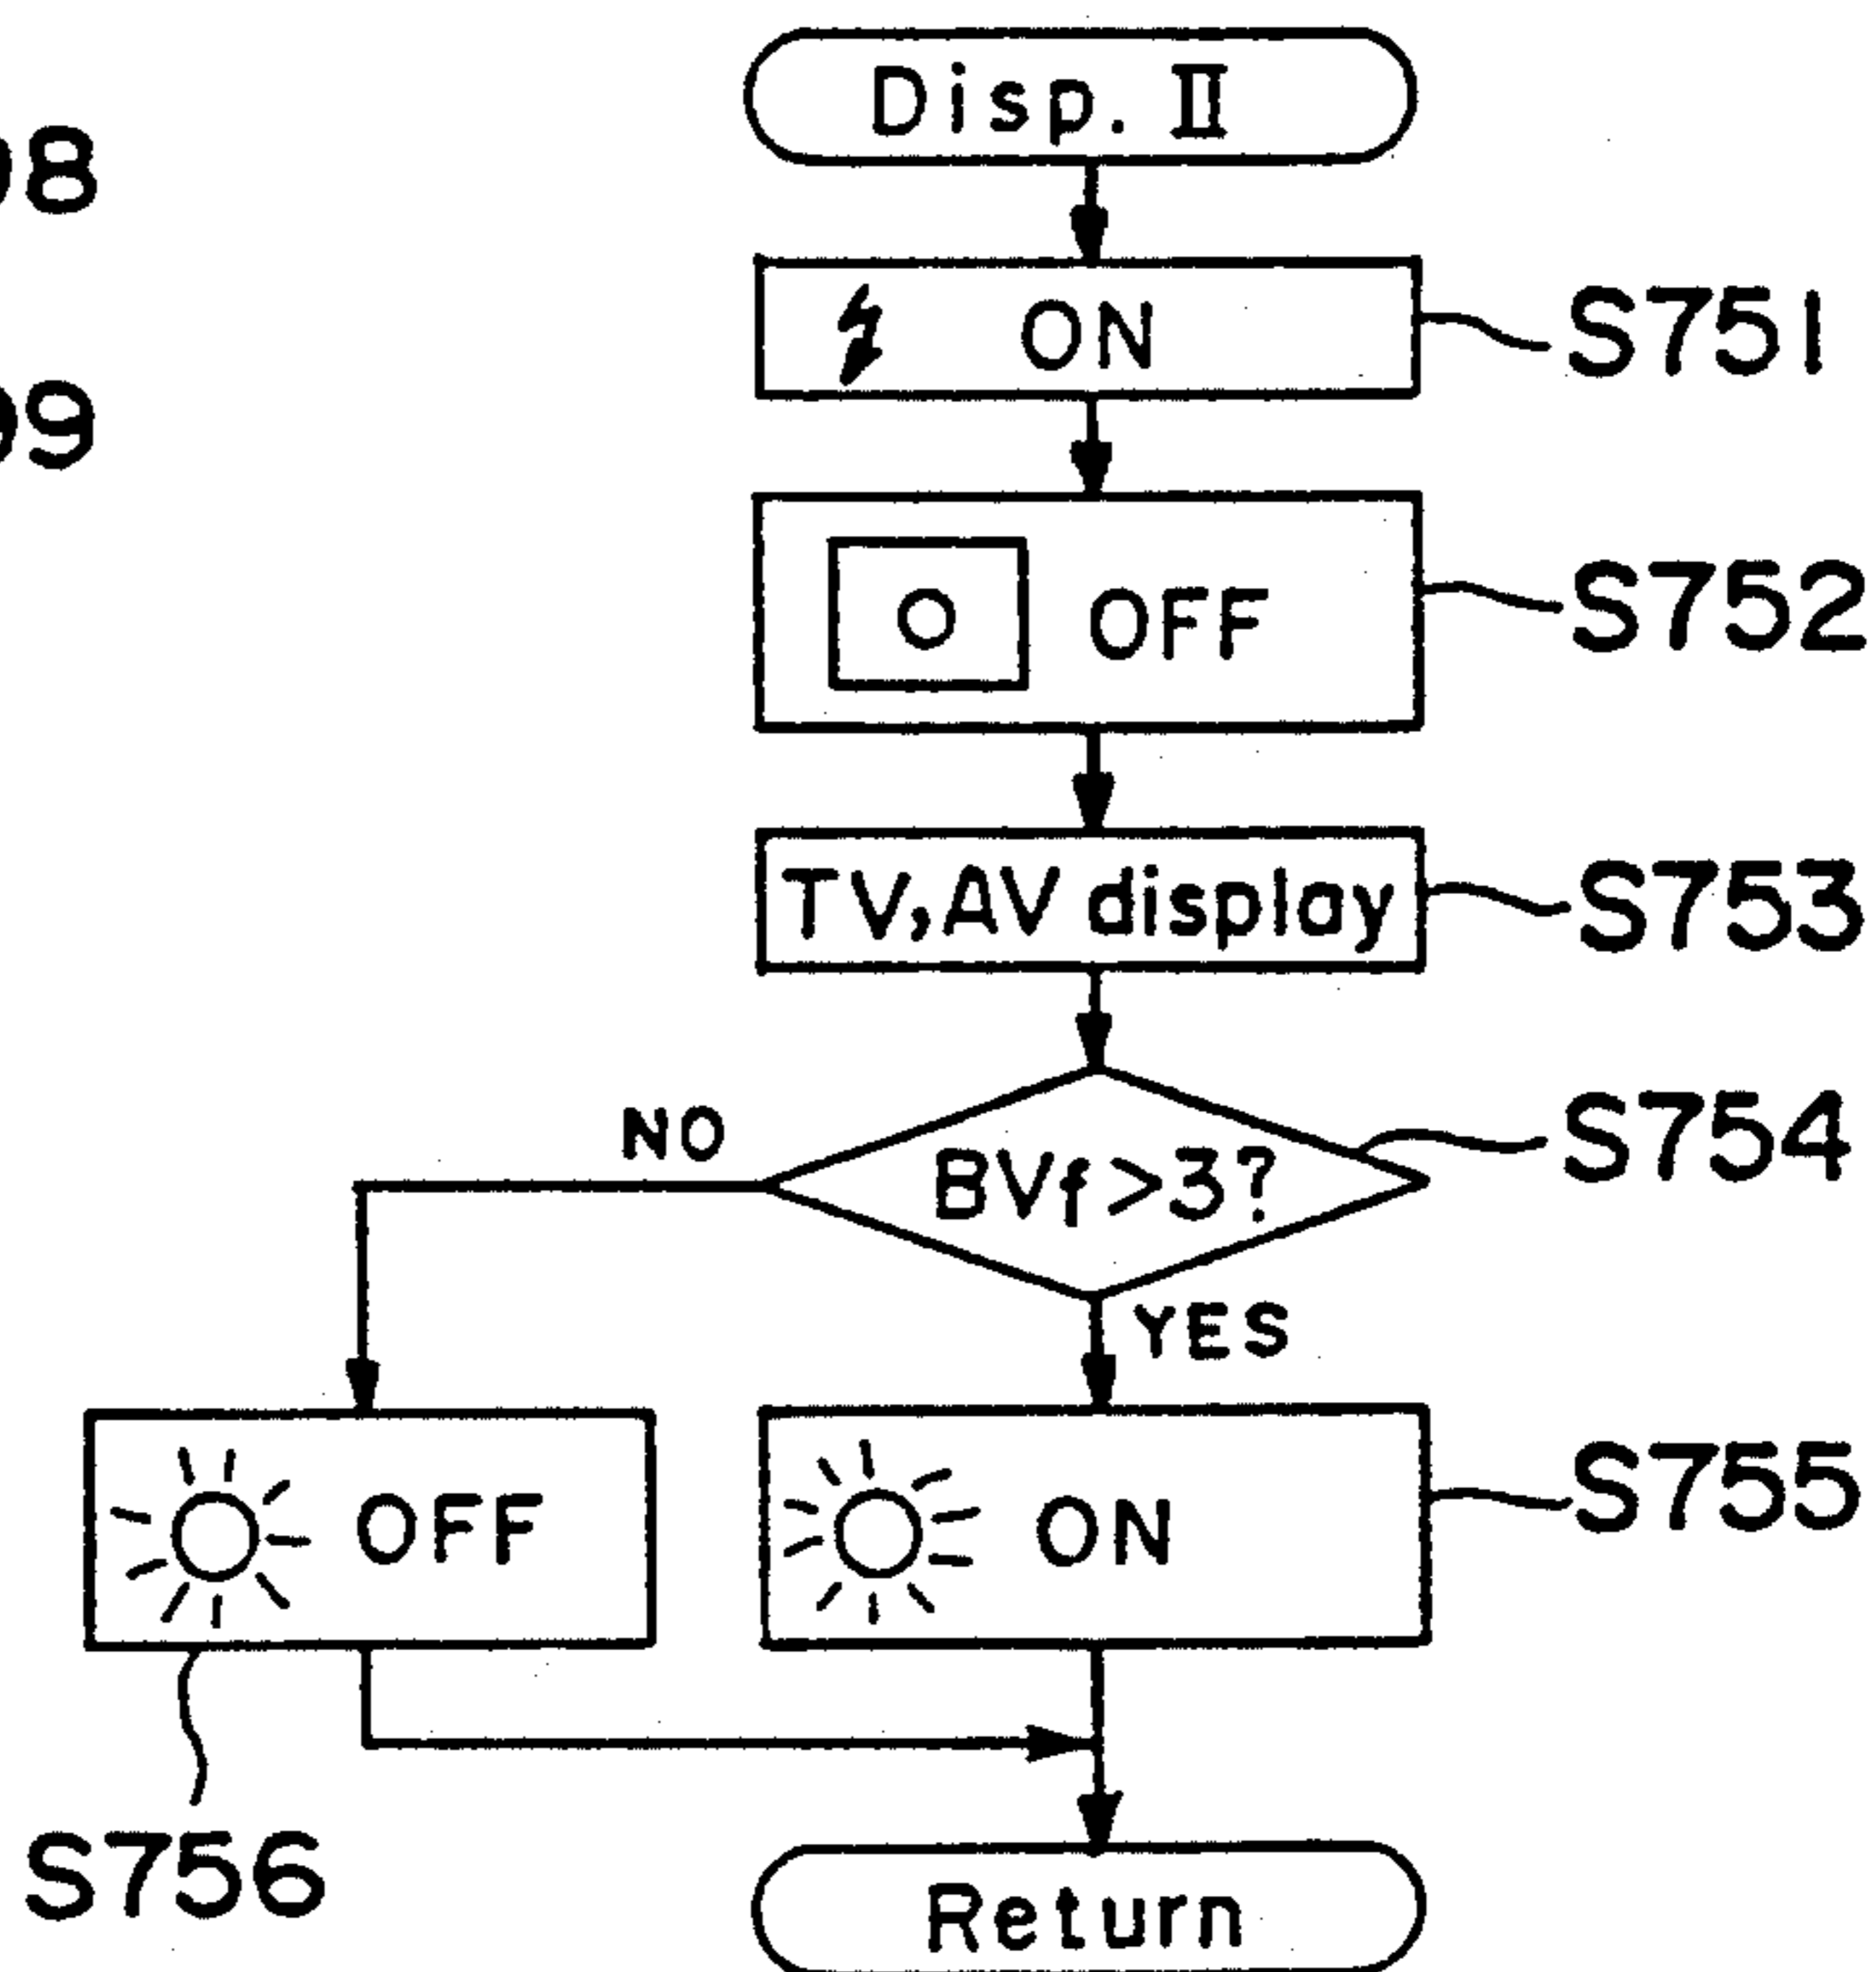 Disp. II
08
ON
S751
09
OFF
S752
TV, AV display
S753
NO
BVf>3?
S754
YES
OFF
ON
S755
S756
Return